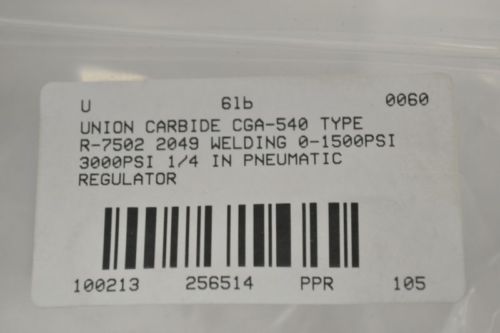 U 6lb 0060
UNION CARBIDE CGA-540 TYPE
R-7502 2049 WELDING 0-1500PSI
3000PSI 1/4 IN PNEUMATIC
REGULATOR
100213 256514 PPR 105